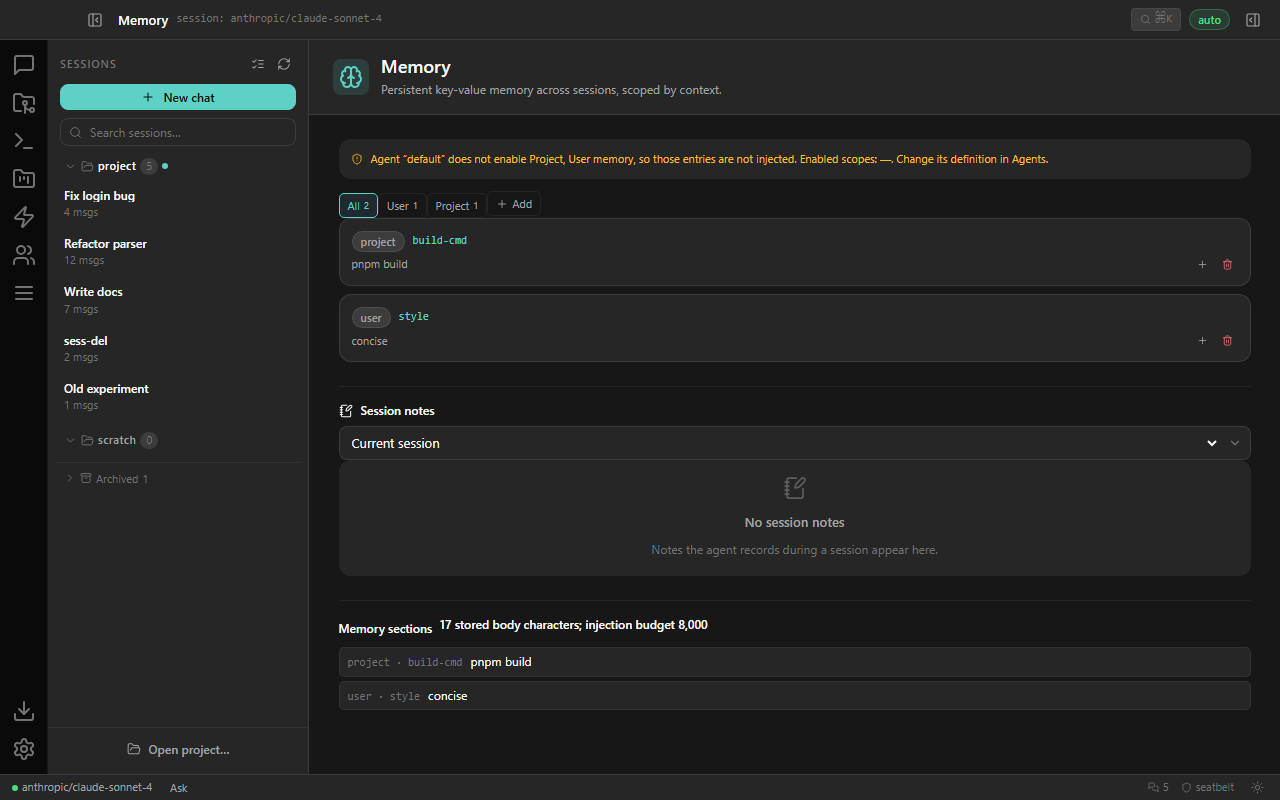 Memory session: anthropic/claude-sonnet-4
⌘K
auto
SESSIONS
New chat
Search sessions...
project 5
Fix login bug
4 msgs
Refactor parser
12 msgs
Write docs
7 msgs
sess-del
2 msgs
Old experiment
1 msgs
scratch 0
Archived 1
Open project...
Memory
Persistent key-value memory across sessions, scoped by context.
Agent “default” does not enable Project, User memory, so those entries are not injected. Enabled scopes: —. Change its definition in Agents.
All 2 User 1 Project 1 + Add
project build-cmd
pnpm build
user style
concise
Session notes
Current session
No session notes
Notes the agent records during a session appear here.
Memory sections 17 stored body characters; injection budget 8,000
project · build-cmd pnpm build
user · style concise
anthropic/claude-sonnet-4 Ask
5 seatbelt